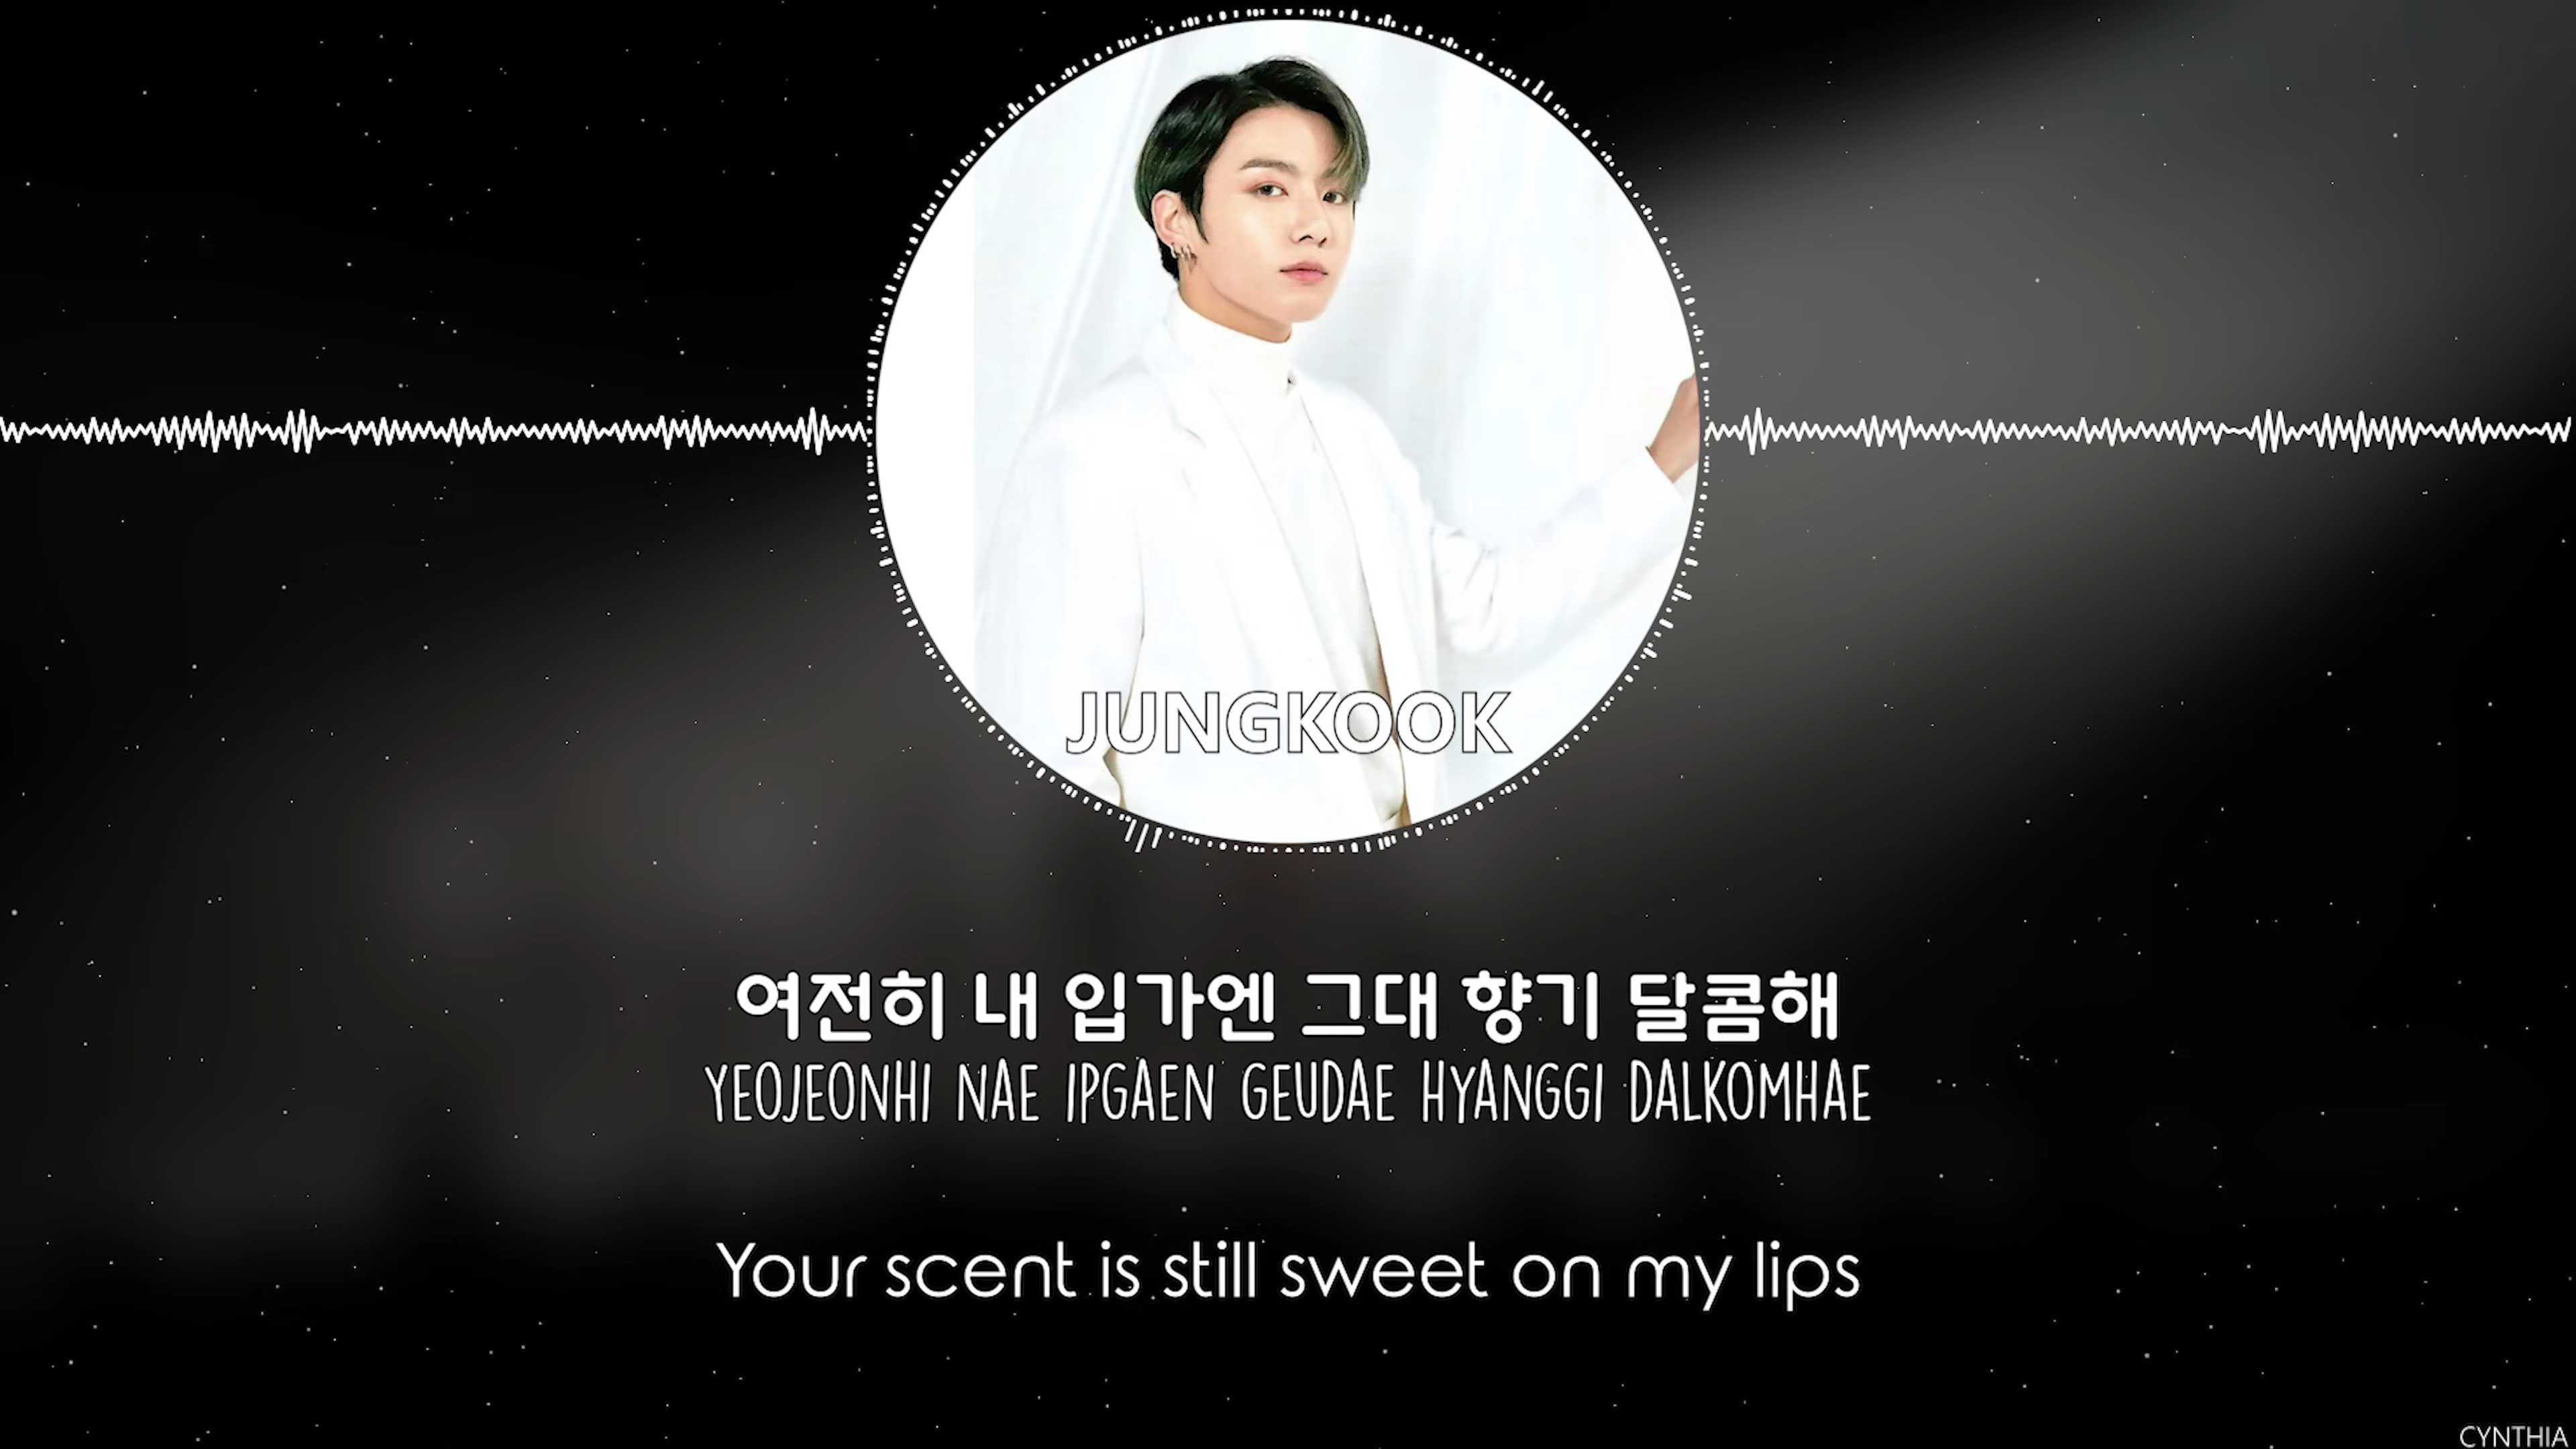 JUNGKOOK
여전히 내 입가엔 그대 향기 달콤해
YEOJEONHI NAE IPGAEN GEUDAE HYANGGI DALKOMHAE
Your scent is still sweet on my lips
CYNTHIA